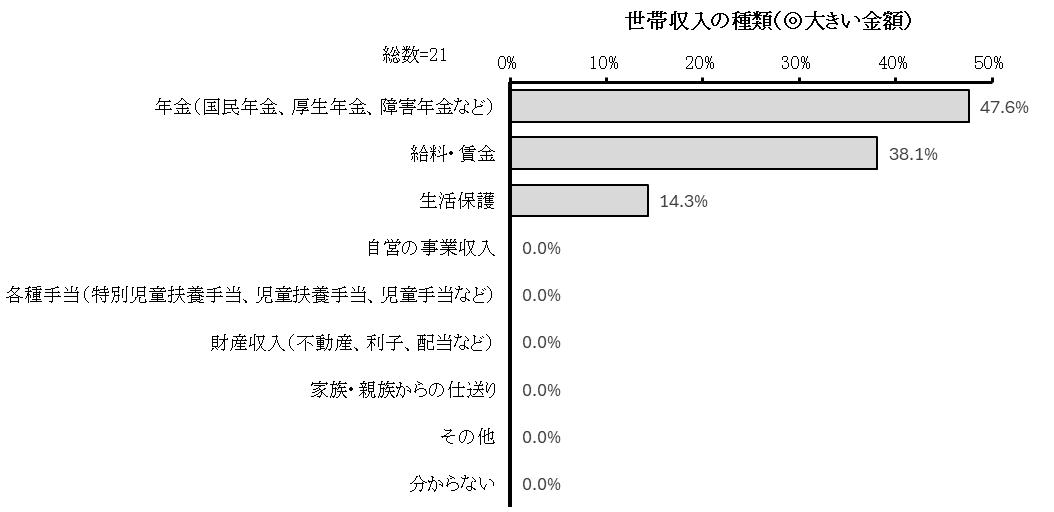 世帯収入の種類(◎大きい金額)
総数=21
0% 10% 20% 30% 40% 50%
年金(国民年金、厚生年金、障害年金など) 47.6%
給料・賃金 38.1%
生活保護 14.3%
自営の事業収入 0.0%
各種手当(特別児童扶養手当、児童扶養手当、児童手当など) 0.0%
財産収入(不動産、利子、配当など) 0.0%
家族・親族からの仕送り 0.0%
その他 0.0%
分からない 0.0%